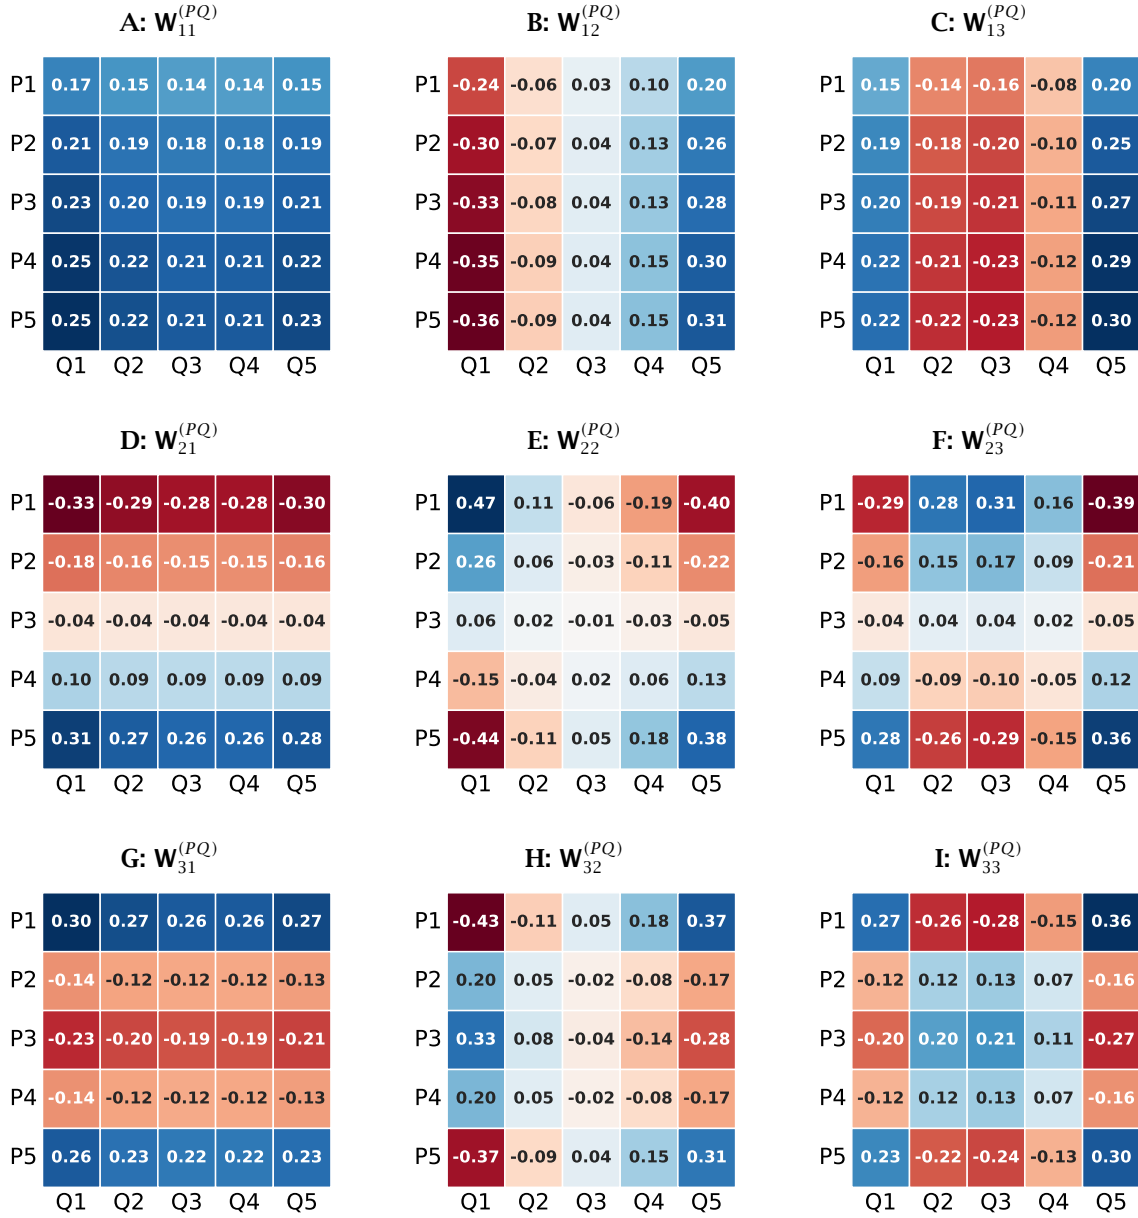 A: W₁₁⁽ᴾQ⁾ B: W₁₂⁽ᴾQ⁾ C: W₁₃⁽ᴾQ⁾
P1 0.17 0.15 0.14 0.14 0.15 P1 -0.24 -0.06 0.03 0.10 0.20 P1 0.15 -0.14 -0.16 -0.08 0.20
P2 0.21 0.19 0.18 0.18 0.19 P2 -0.30 -0.07 0.04 0.13 0.26 P2 0.19 -0.18 -0.20 -0.10 0.25
P3 0.23 0.20 0.19 0.19 0.21 P3 -0.33 -0.08 0.04 0.13 0.28 P3 0.20 -0.19 -0.21 -0.11 0.27
P4 0.25 0.22 0.21 0.21 0.22 P4 -0.35 -0.09 0.04 0.15 0.30 P4 0.22 -0.21 -0.23 -0.12 0.29
P5 0.25 0.22 0.21 0.21 0.23 P5 -0.36 -0.09 0.04 0.15 0.31 P5 0.22 -0.22 -0.23 -0.12 0.30
Q1 Q2 Q3 Q4 Q5 Q1 Q2 Q3 Q4 Q5 Q1 Q2 Q3 Q4 Q5
D: W₂₁⁽ᴾQ⁾ E: W₂₂⁽ᴾQ⁾ F: W₂₃⁽ᴾQ⁾
P1 -0.33 -0.29 -0.28 -0.28 -0.30 P1 0.47 0.11 -0.06 -0.19 -0.40 P1 -0.29 0.28 0.31 0.16 -0.39
P2 -0.18 -0.16 -0.15 -0.15 -0.16 P2 0.26 0.06 -0.03 -0.11 -0.22 P2 -0.16 0.15 0.17 0.09 -0.21
P3 -0.04 -0.04 -0.04 -0.04 -0.04 P3 0.06 0.02 -0.01 -0.03 -0.05 P3 -0.04 0.04 0.04 0.02 -0.05
P4 0.10 0.09 0.09 0.09 0.09 P4 -0.15 -0.04 0.02 0.06 0.13 P4 0.09 -0.09 -0.10 -0.05 0.12
P5 0.31 0.27 0.26 0.26 0.28 P5 -0.44 -0.11 0.05 0.18 0.38 P5 0.28 -0.26 -0.29 -0.15 0.36
Q1 Q2 Q3 Q4 Q5 Q1 Q2 Q3 Q4 Q5 Q1 Q2 Q3 Q4 Q5
G: W₃₁⁽ᴾQ⁾ H: W₃₂⁽ᴾQ⁾ I: W₃₃⁽ᴾQ⁾
P1 0.30 0.27 0.26 0.26 0.27 P1 -0.43 -0.11 0.05 0.18 0.37 P1 0.27 -0.26 -0.28 -0.15 0.36
P2 -0.14 -0.12 -0.12 -0.12 -0.13 P2 0.20 0.05 -0.02 -0.08 -0.17 P2 -0.12 0.12 0.13 0.07 -0.16
P3 -0.23 -0.20 -0.19 -0.19 -0.21 P3 0.33 0.08 -0.04 -0.14 -0.28 P3 -0.20 0.20 0.21 0.11 -0.27
P4 -0.14 -0.12 -0.12 -0.12 -0.13 P4 0.20 0.05 -0.02 -0.08 -0.17 P4 -0.12 0.12 0.13 0.07 -0.16
P5 0.26 0.23 0.22 0.22 0.23 P5 -0.37 -0.09 0.04 0.15 0.31 P5 0.23 -0.22 -0.24 -0.13 0.30
Q1 Q2 Q3 Q4 Q5 Q1 Q2 Q3 Q4 Q5 Q1 Q2 Q3 Q4 Q5